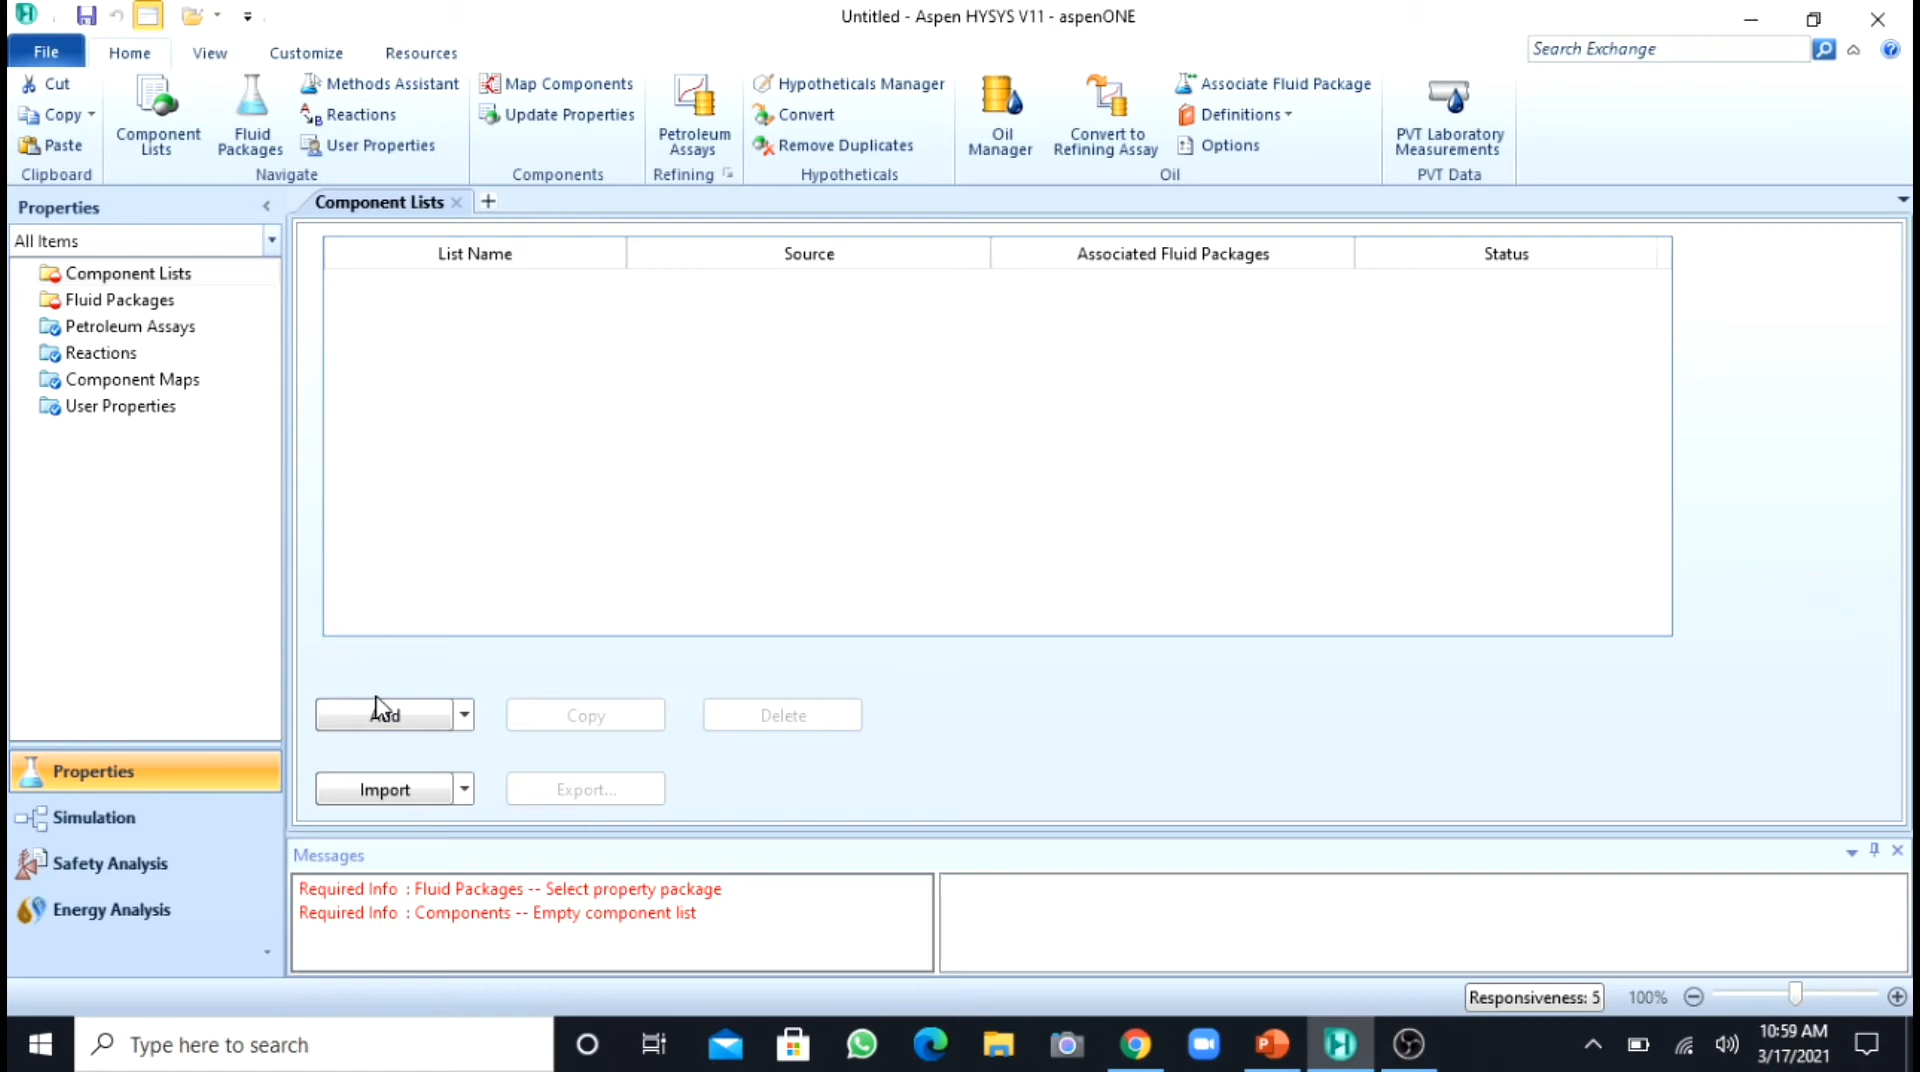 Untitled - Aspen HYSYS V11 - aspenONE
File
Home
View
Customize
Resources
Search Exchange
Cut
Copy
Paste
Clipboard
Component Lists
Fluid Packages
Methods Assistant
Reactions
User Properties
Navigate
Map Components
Update Properties
Components
Petroleum Assays
Refining
Hypotheticals Manager
Convert
Remove Duplicates
Hypotheticals
Oil Manager
Convert to Refining Assay
Associate Fluid Package
Definitions
Options
Oil
PVT Laboratory Measurements
PVT Data
Properties
All Items
Component Lists
Fluid Packages
Petroleum Assays
Reactions
Component Maps
User Properties
Component Lists
List Name
Source
Associated Fluid Packages
Status
Add
Copy
Delete
Import
Export...
Properties
Simulation
Safety Analysis
Energy Analysis
Messages
Required Info : Fluid Packages -- Select property package
Required Info : Components -- Empty component list
Responsiveness: 5
100%
Type here to search
10:59 AM
3/17/2021